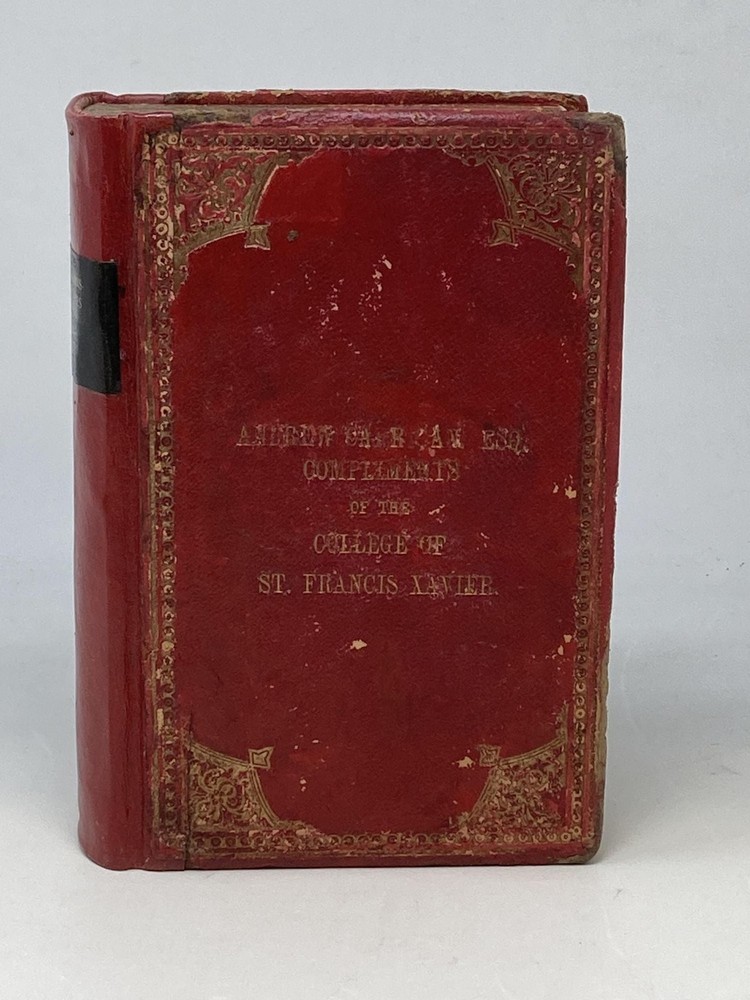 ANDREW ESQ.
COMPLIMENTS
OF THE
COLLEGE OF
ST. FRANCIS XAVIER.